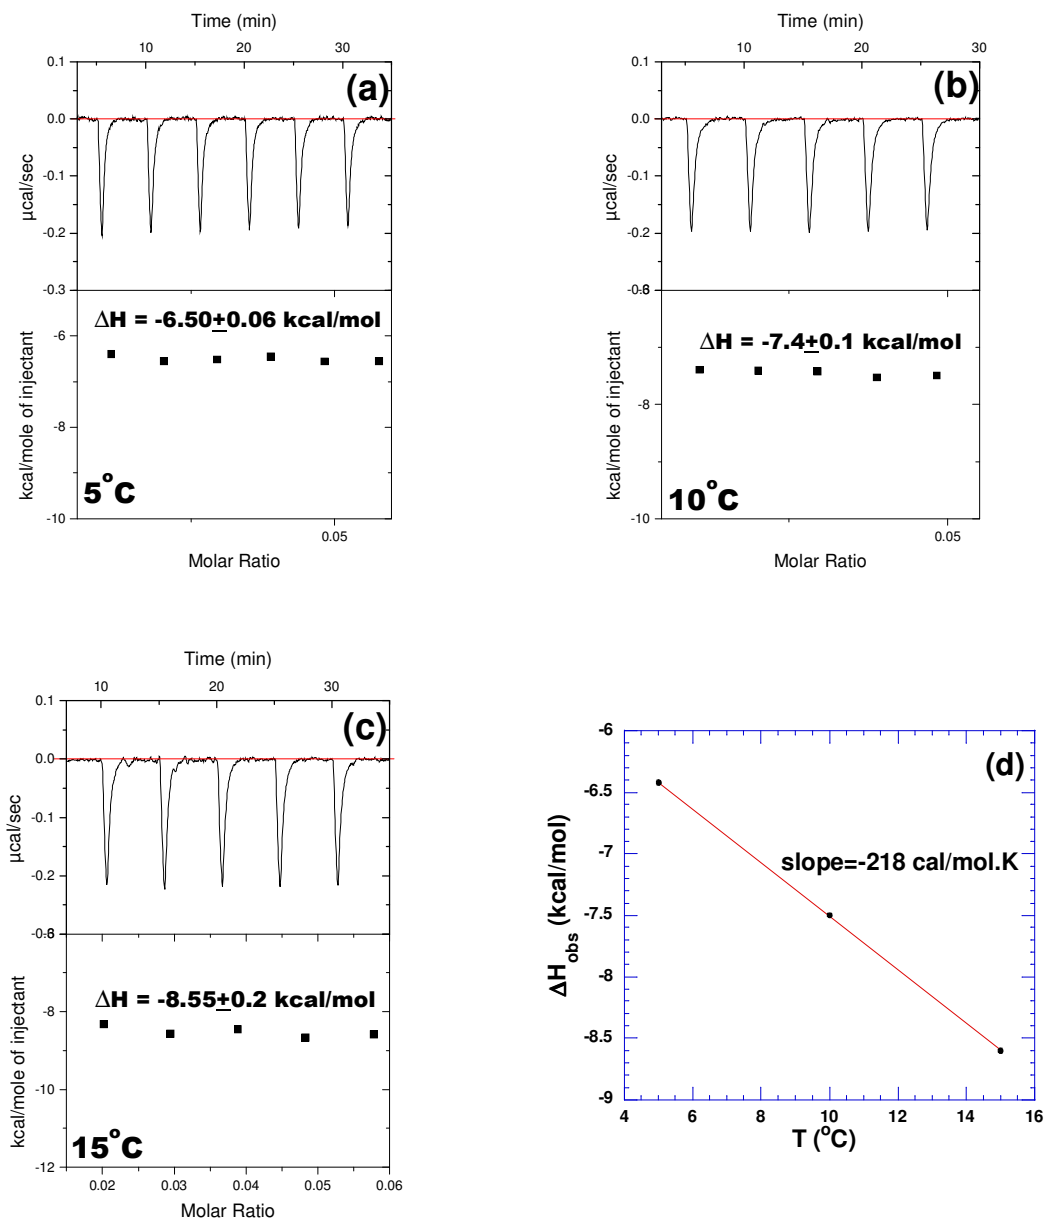 Time (min)
10 20 30
(a)
0.1
0.0
-0.1
-0.2
-0.3
µcal/sec
ΔH = -6.50±0.06 kcal/mol
-6
-8
-10
kcal/mole of injectant
5°C
0.05
Molar Ratio
Time (min)
10 20 30
(b)
0.1
0.0
-0.1
-0.2
µcal/sec
ΔH = -7.4±0.1 kcal/mol
-8
-10
kcal/mole of injectant
10°C
0.05
Molar Ratio
Time (min)
10 20 30
(c)
0.1
0.0
-0.1
-0.2
µcal/sec
ΔH = -8.55±0.2 kcal/mol
-8
-10
-12
kcal/mole of injectant
15°C
0.02 0.03 0.04 0.05 0.06
Molar Ratio
(d)
-6
-6.5
-7
-7.5
-8
-8.5
-9
ΔHobs (kcal/mol)
slope=-218 cal/mol.K
4 6 8 10 12 14 16
T (°C)